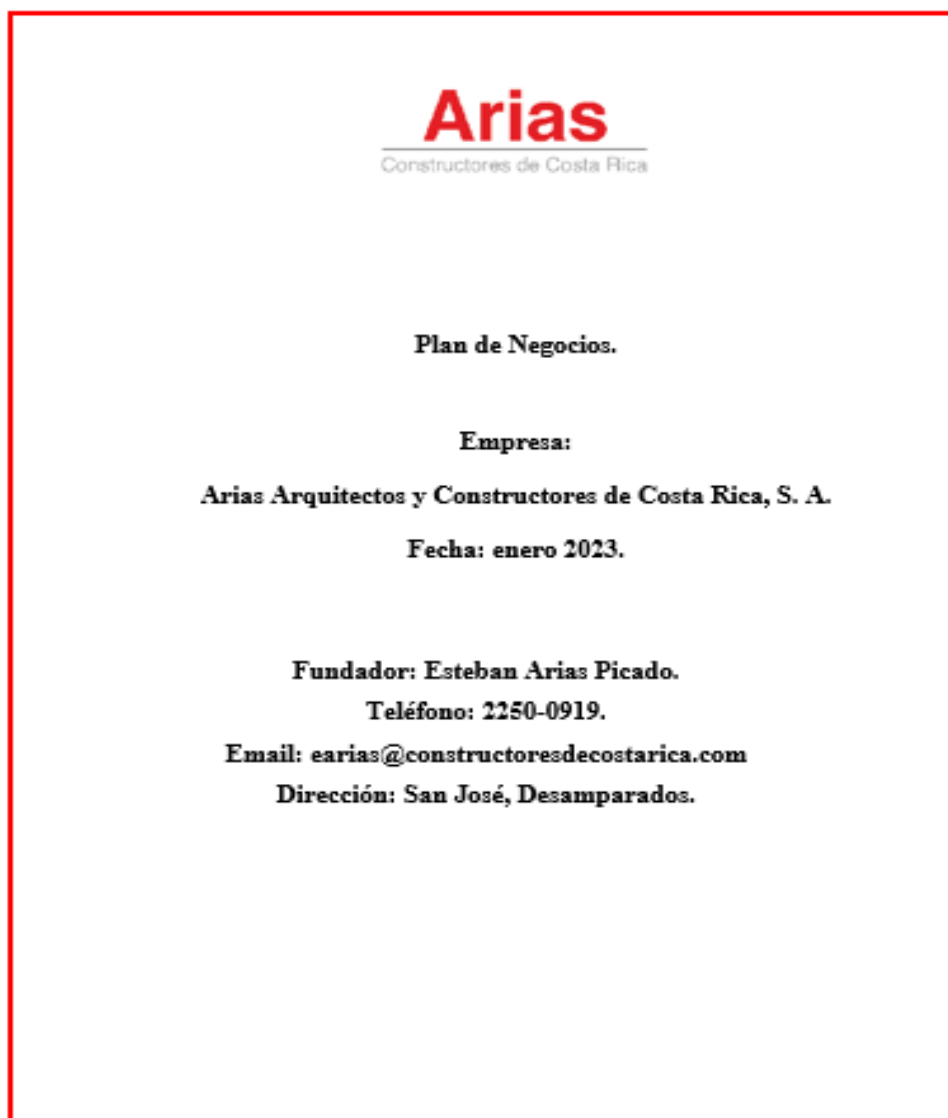 Arias
Constructores de Costa Rica
Plan de Negocios.
Empresa:
Arias Arquitectos y Constructores de Costa Rica, S. A.
Fecha: enero 2023.
Fundador: Esteban Arias Picado.
Teléfono: 2250-0919.
Email: earias@constructoresdecostarica.com
Dirección: San José, Desamparados.